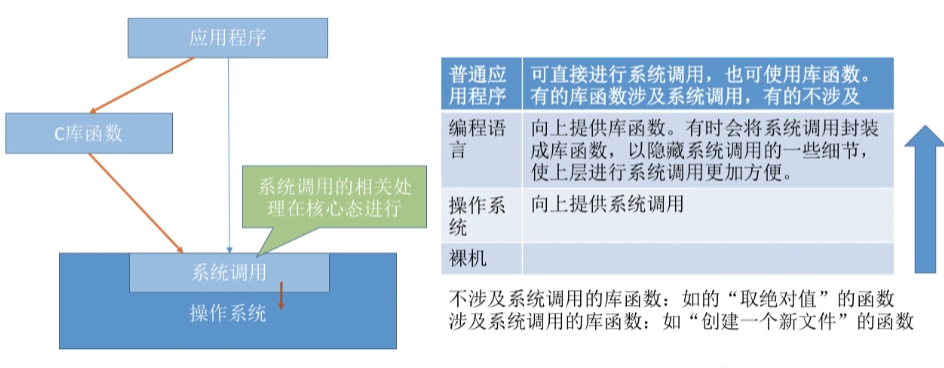 应用程序
C库函数
系统调用的相关处
理在核心态进行
系统调用
操作系统
普通应
用程序
可直接进行系统调用，也可使用库函数。
有的库函数涉及系统调用，有的不涉及
编程语
言
向上提供库函数。有时会将系统调用封装
成库函数，以隐藏系统调用的一些细节，
使上层进行系统调用更加方便。
操作系
统
向上提供系统调用
裸机
不涉及系统调用的库函数：如的“取绝对值”的函数
涉及系统调用的库函数：如“创建一个新文件”的函数